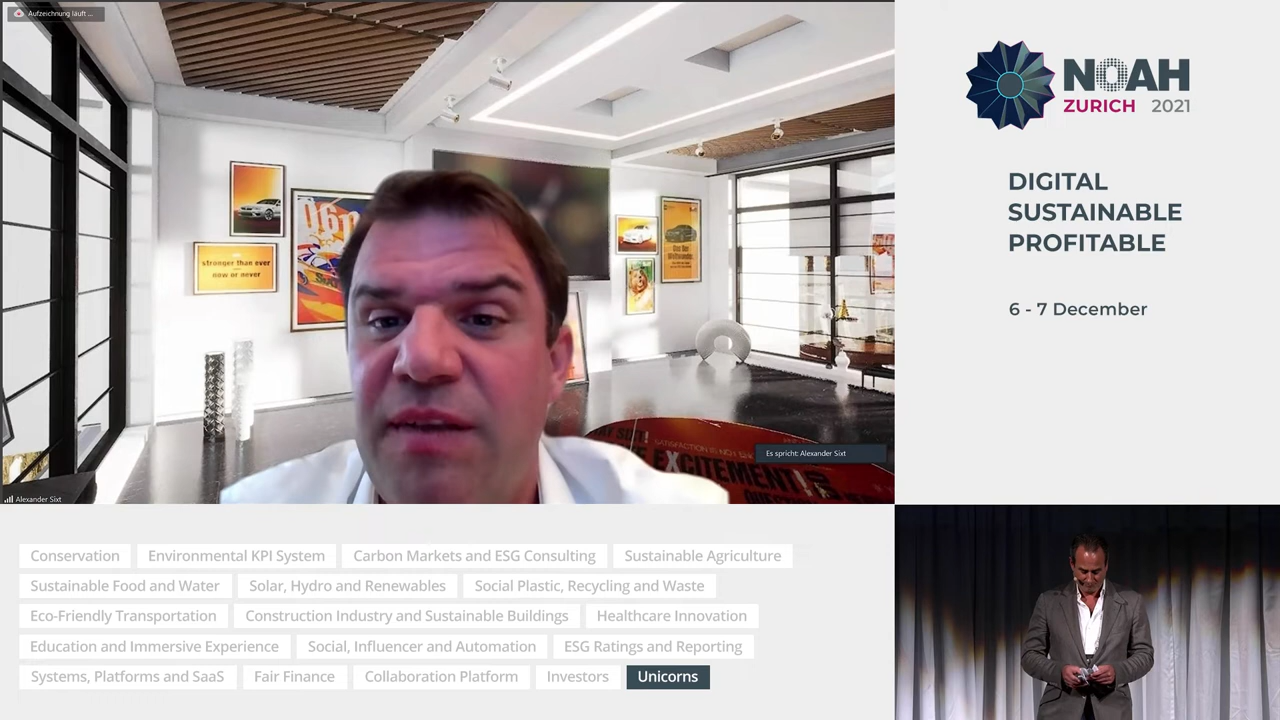 Aufzeichnung läuft ...
stronger than ever
now or never
SATISFACTION IS NO
EXCITEMENT!
Es spricht: Alexander Sixt
Alexander Sixt
NOAH
ZURICH 2021
DIGITAL
SUSTAINABLE
PROFITABLE
6 - 7 December
Conservation Environmental KPI System Carbon Markets and ESG Consulting Sustainable Agriculture
Sustainable Food and Water Solar, Hydro and Renewables Social Plastic, Recycling and Waste
Eco-Friendly Transportation Construction Industry and Sustainable Buildings Healthcare Innovation
Education and Immersive Experience Social, Influencer and Automation ESG Ratings and Reporting
Systems, Platforms and SaaS Fair Finance Collaboration Platform Investors Unicorns